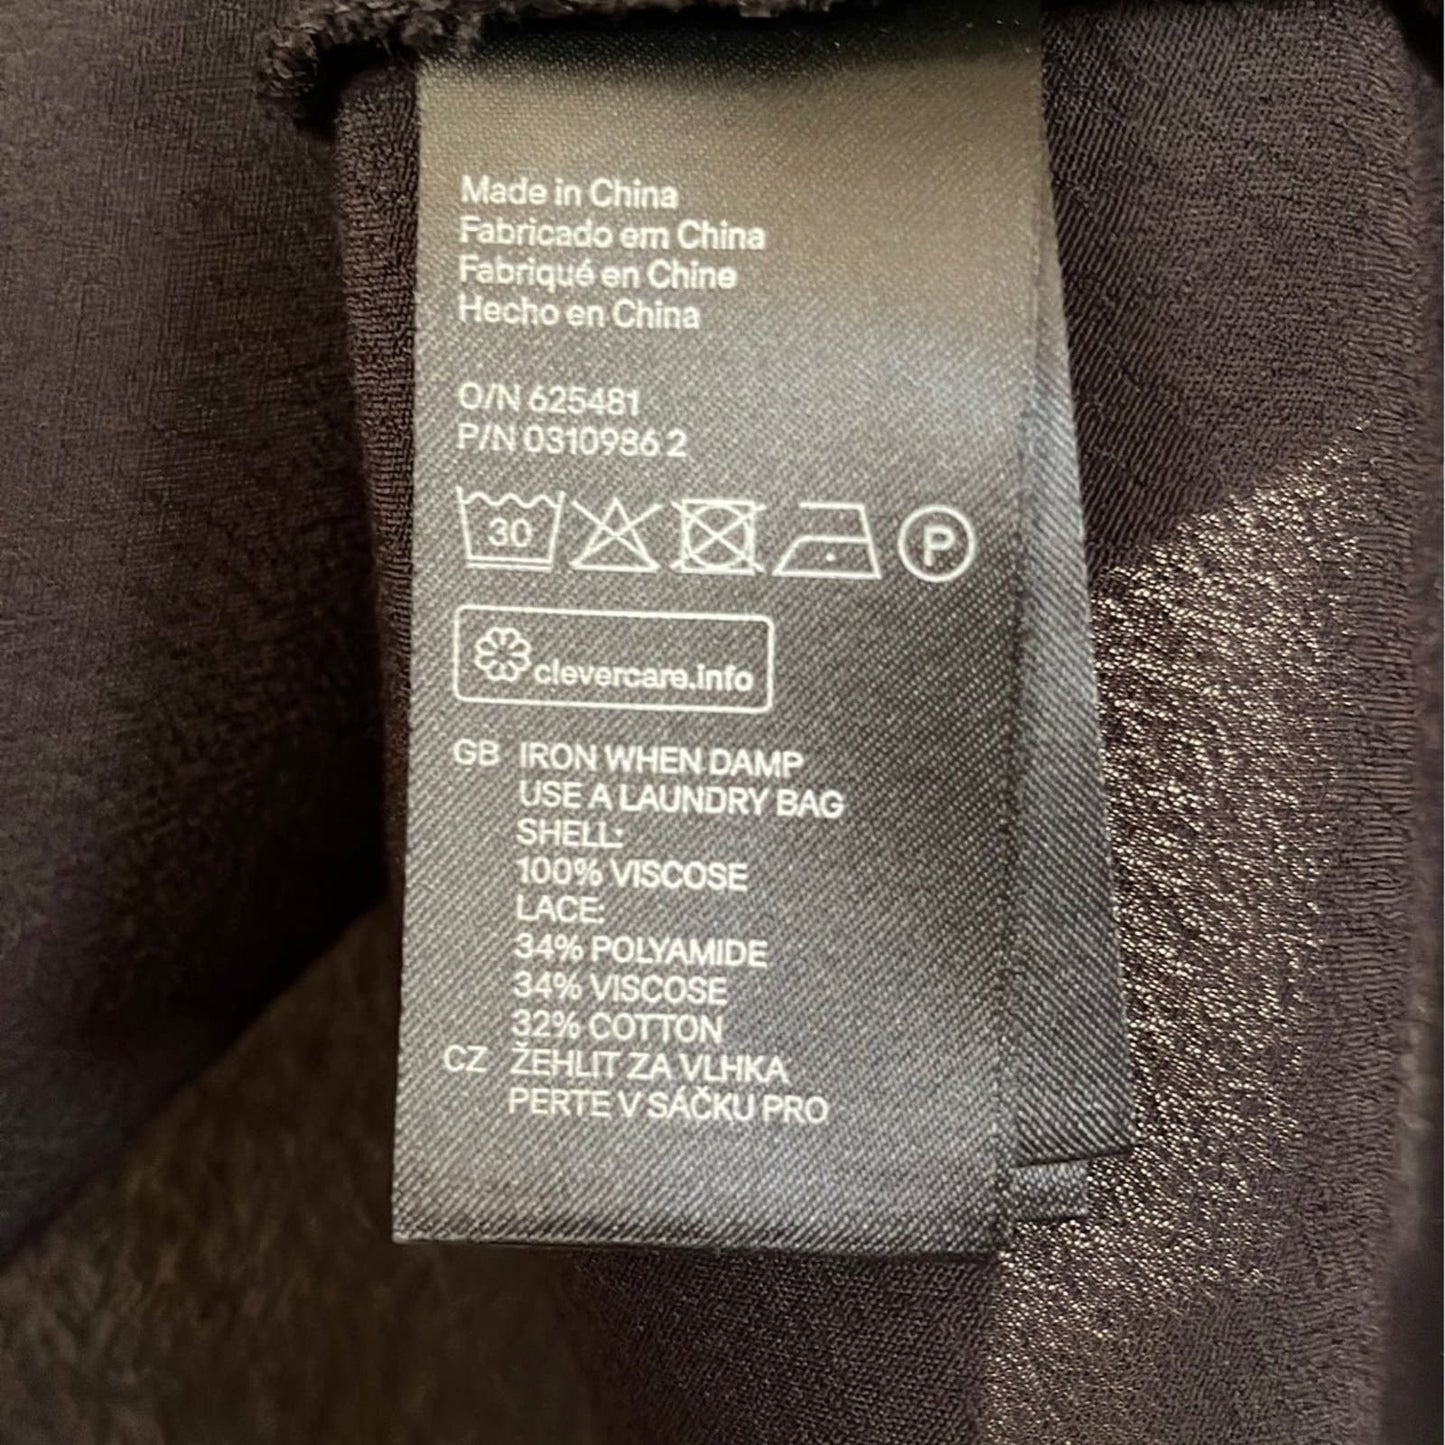 Made in China
Fabricado em China
Fabriqué en Chine
Hecho en China
O/N 625481
P/N 0310986 2
30 P
clevercare.info
GB IRON WHEN DAMP
USE A LAUNDRY BAG
SHELL:
100% VISCOSE
LACE:
34% POLYAMIDE
34% VISCOSE
32% COTTON
CZ ŽEHLIT ZA VLHKA
PERTE V SÁČKU PRO